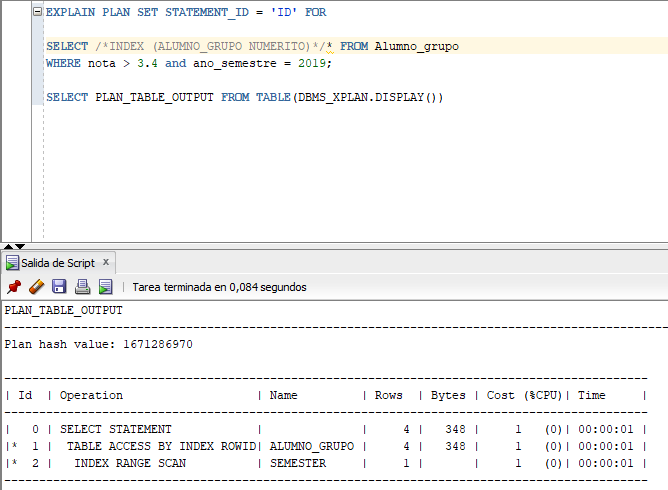 EXPLAIN PLAN SET STATEMENT_ID = 'ID' FOR
SELECT /*INDEX (ALUMNO_GRUPO NUMERITO)*/* FROM Alumno_grupo
WHERE nota > 3.4 and ano_semestre = 2019;
SELECT PLAN_TABLE_OUTPUT FROM TABLE(DBMS_XPLAN.DISPLAY())
Salida de Script x
Tarea terminada en 0,084 segundos
PLAN_TABLE_OUTPUT
--------------------------------------------------------------------------------
Plan hash value: 1671286970
--------------------------------------------------------------------------------
| Id | Operation | Name | Rows | Bytes | Cost (%CPU)| Time |
--------------------------------------------------------------------------------
| 0 | SELECT STATEMENT | | 4 | 348 | 1 (0)| 00:00:01 |
|* 1 | TABLE ACCESS BY INDEX ROWID| ALUMNO_GRUPO | 4 | 348 | 1 (0)| 00:00:01 |
|* 2 | INDEX RANGE SCAN | SEMESTER | 1 | | 1 (0)| 00:00:01 |
--------------------------------------------------------------------------------